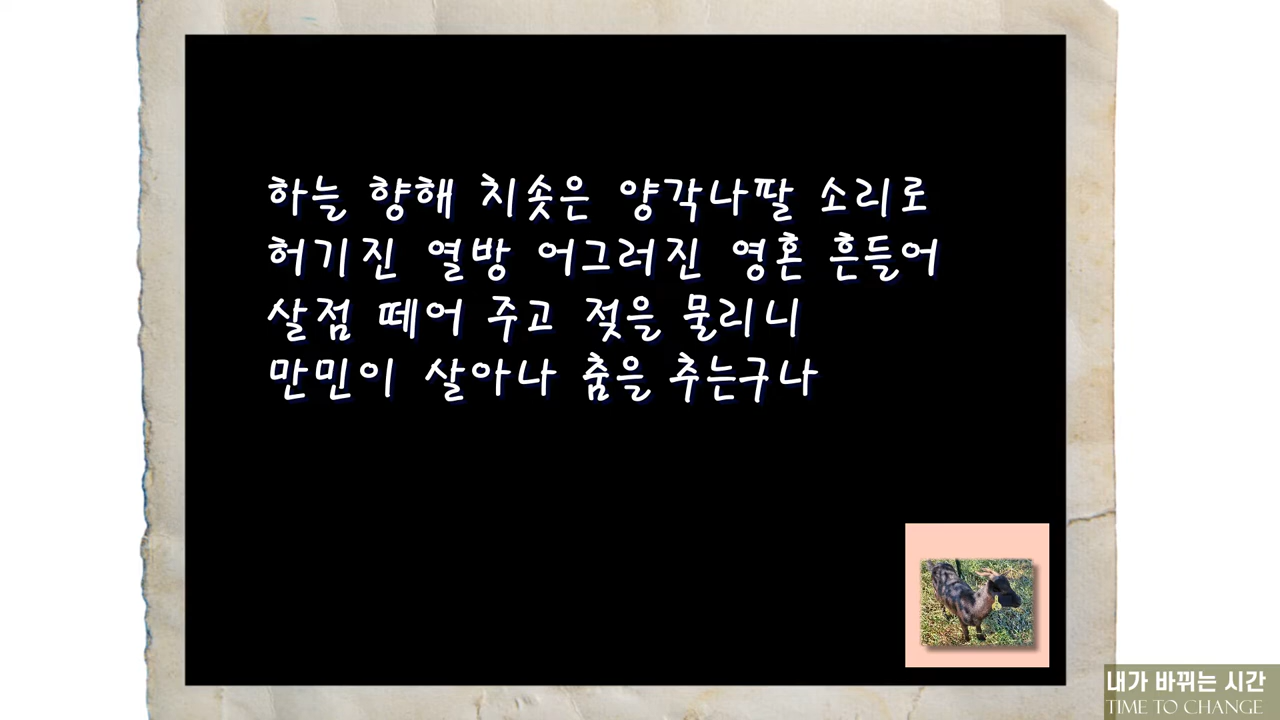 하늘 향해 치솟은 양각나팔 소리로
허기진 열방 어그러진 영혼 흔들어
살점 떼어 주고 젖을 물리니
만민이 살아나 춤을 추는구나
내가 바뀌는 시간
TIME TO CHANGE